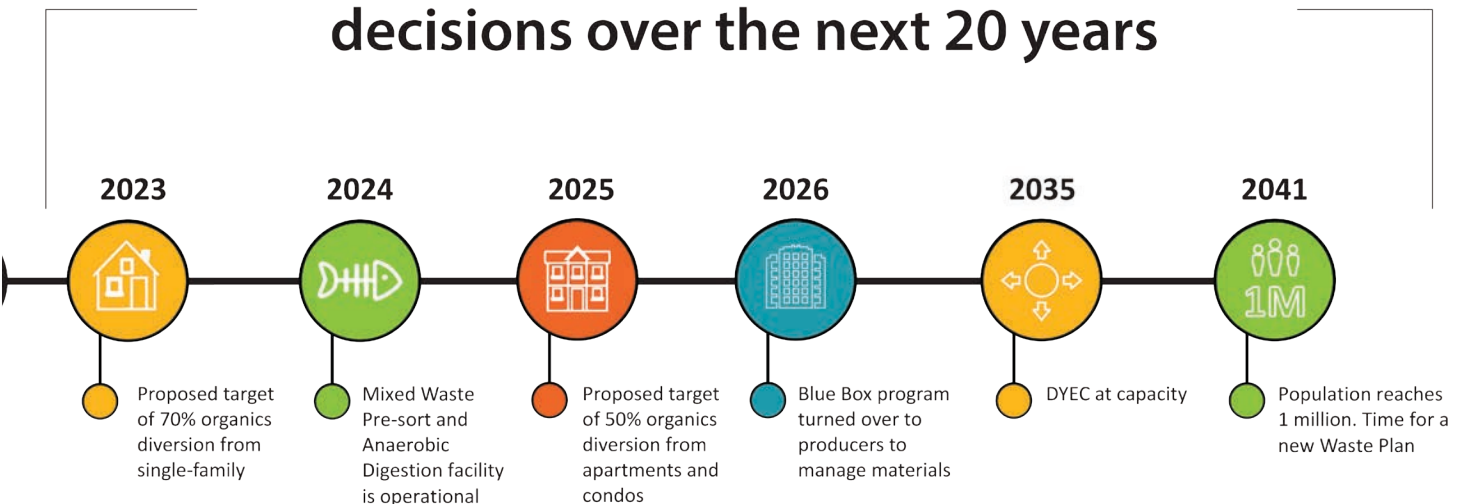 decisions over the next 20 years
2023
2024
2025
2026
2035
2041
1M
Proposed target
of 70% organics
diversion from
single-family
Mixed Waste
Pre-sort and
Anaerobic
Digestion facility
is operational
Proposed target
of 50% organics
diversion from
apartments and
condos
Blue Box program
turned over to
producers to
manage materials
DYEC at capacity
Population reaches
1 million. Time for a
new Waste Plan